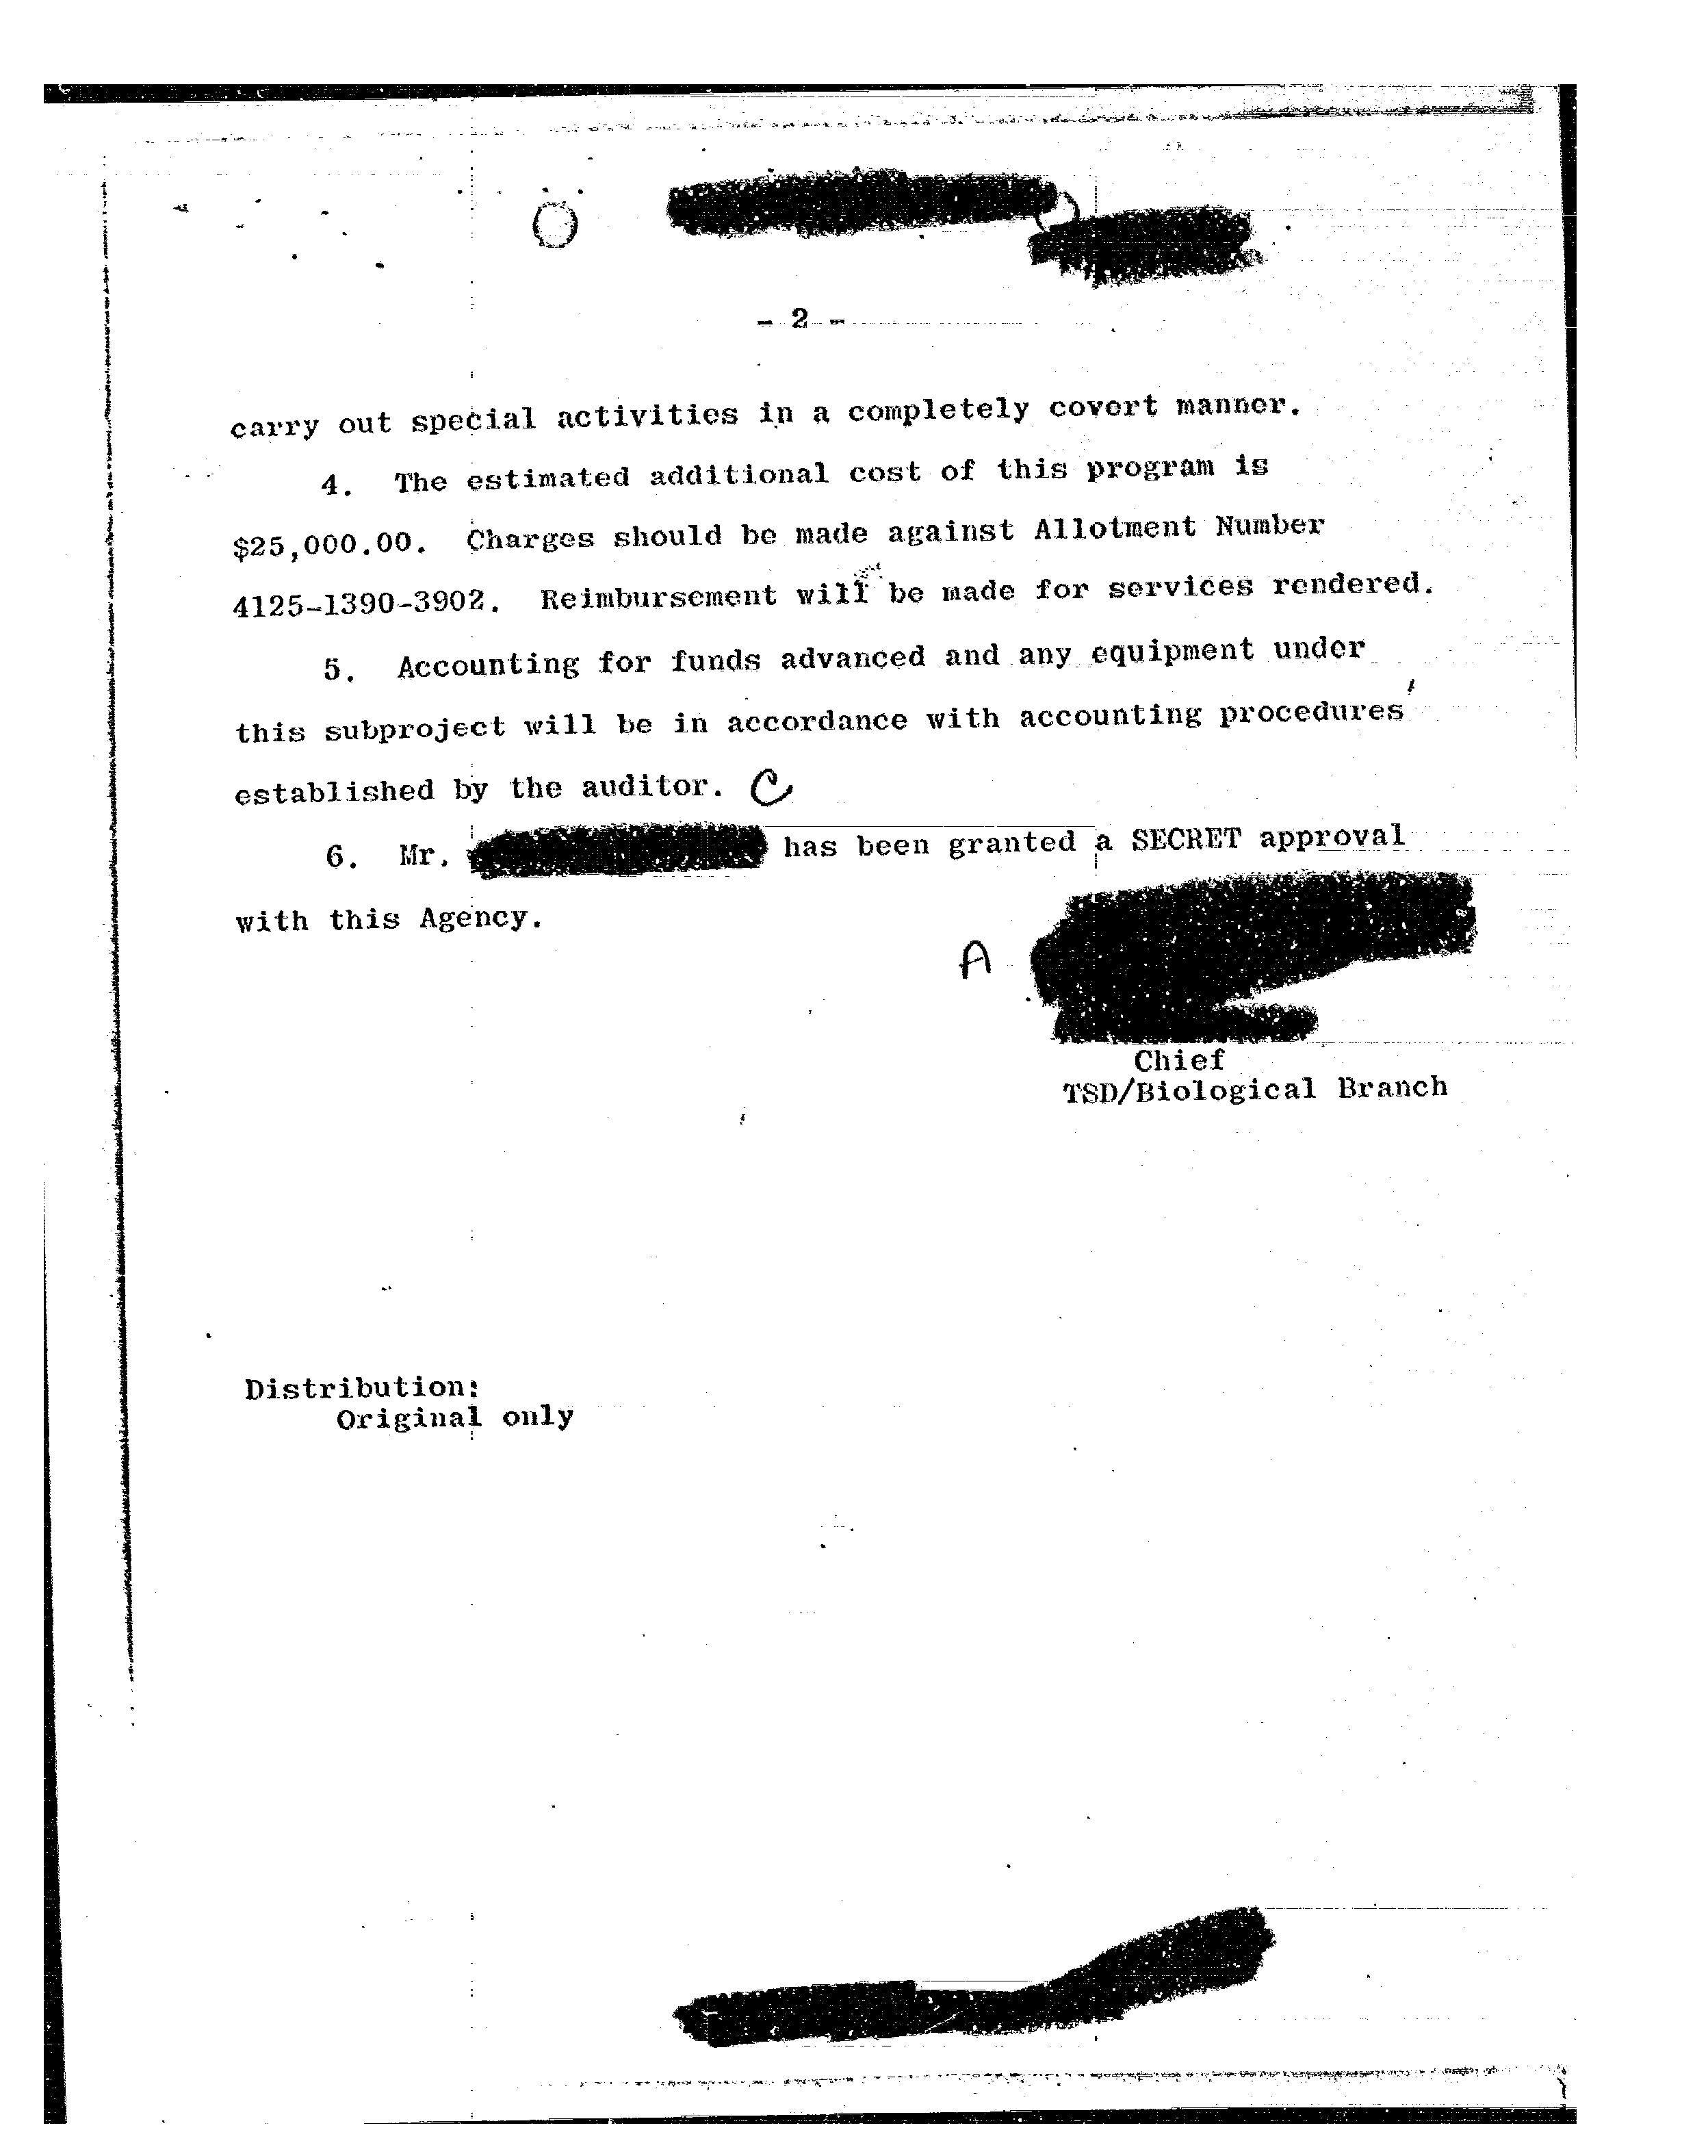 - 2 -
carry out special activities in a completely covert manner.
4. The estimated additional cost of this program is
$25,000.00. Charges should be made against Allotment Number
4125-1390-3902. Reimbursement will be made for services rendered.
5. Accounting for funds advanced and any equipment under
this subproject will be in accordance with accounting procedures
established by the auditor. C
6. Mr. has been granted a SECRET approval
with this Agency.
A
Chief
TSD/Biological Branch
Distribution:
Original only